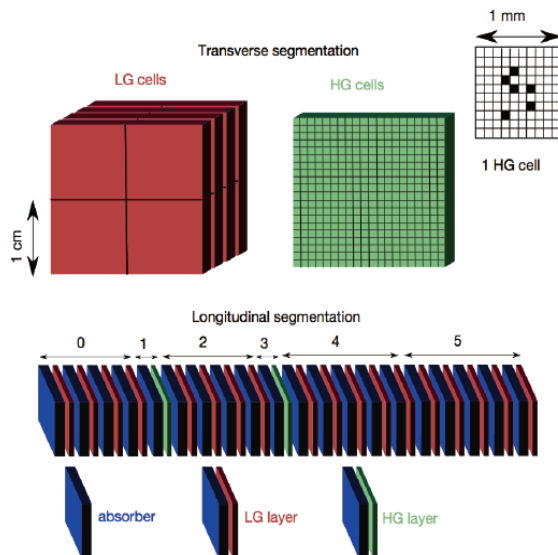 1 mm
Transverse segmentation
LG cells
HG cells
1 HG cell
1 cm
Longitudinal segmentation
0 1 2 3 4 5
absorber
LG layer
HG layer